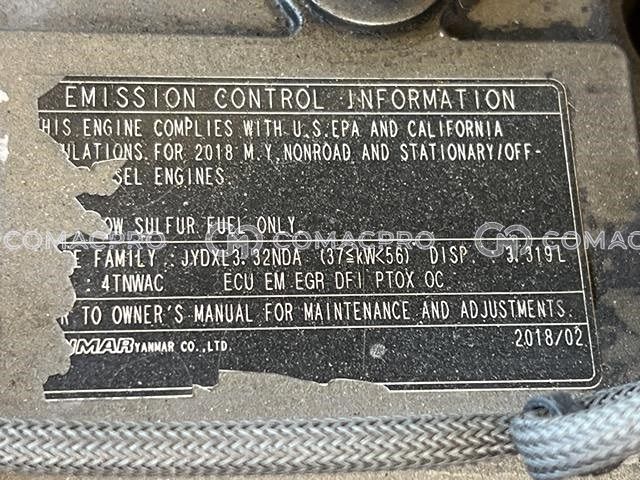 EMISSION CONTROL INFORMATION
HIS ENGINE COMPLIES WITH U.S.EPA AND CALIFORNIA
ULATIONS FOR 2018 M.Y. NONROAD AND STATIONARY/OFF-
SEL ENGINES.
OW SULFUR FUEL ONLY.
COMACPRO COMACPRO COMACPRO
E FAMILY : JYDXL3.32NDA (37≦kW<56) DISP. 3.319L
: 4TNWAC ECU EM EGR DFI PTOX OC
R TO OWNER'S MANUAL FOR MAINTENANCE AND ADJUSTMENTS.
NMAR YANMAR CO.,LTD.
2018/02